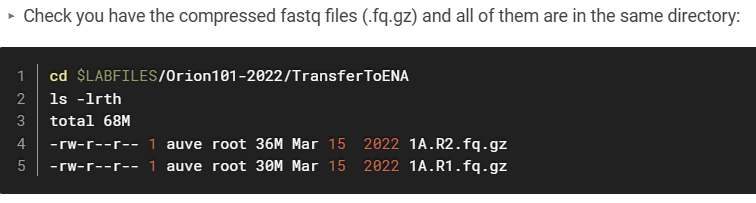 ▸ Check you have the compressed fastq files (.fq.gz) and all of them are in the same directory:
1 cd $LABFILES/Orion101-2022/TransferToENA
2 ls -lrth
3 total 68M
4 -rw-r--r-- 1 auve root 36M Mar 15  2022 1A.R2.fq.gz
5 -rw-r--r-- 1 auve root 30M Mar 15  2022 1A.R1.fq.gz